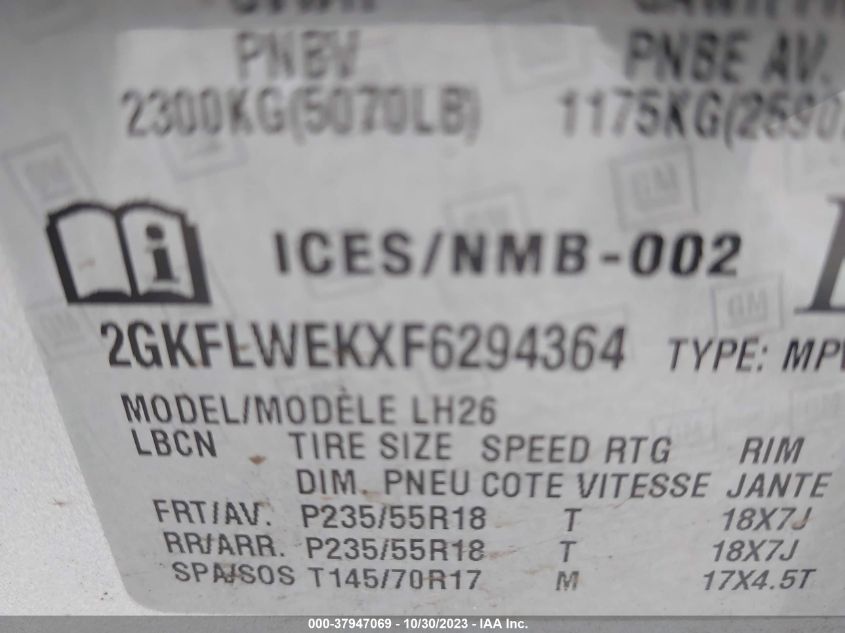 PNBV PNBE AV.
2300KG(5070LB) 1175KG(2590
ICES/NMB-002
2GKFLWEKXF6294364 TYPE: MPV
MODEL/MODÈLE LH26
LBCN TIRE SIZE SPEED RTG RIM
DIM. PNEU COTE VITESSE JANTE
FRT/AV. P235/55R18 T 18X7J
RR/ARR. P235/55R18 T 18X7J
SPA/SOS T145/70R17 M 17X4.5T
000-37947069 - 10/30/2023 - IAA Inc.